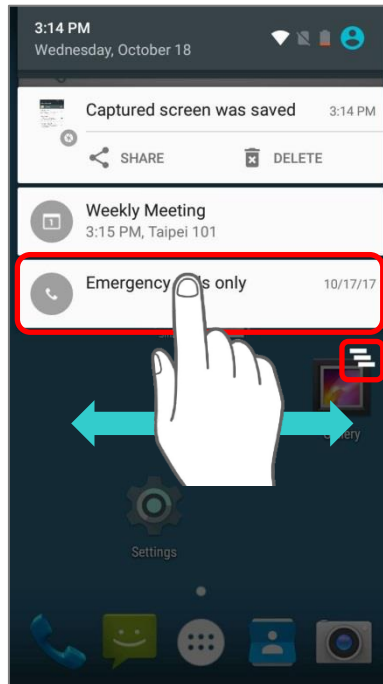 3:14 PM
Wednesday, October 18
Captured screen was saved 3:14 PM
SHARE DELETE
1
Weekly Meeting
3:15 PM, Taipei 101
Emergency s only 10/17/17
Settings